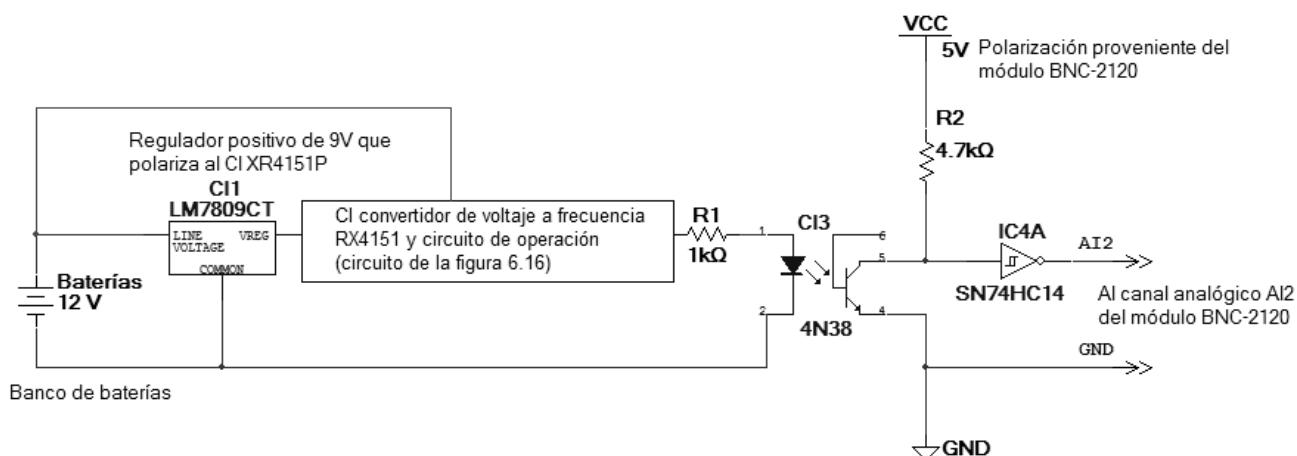 VCC
5V
Polarización proveniente del
módulo BNC-2120
R2
4.7kΩ
Regulador positivo de 9V que
polariza al CI XR4151P
CI1
LM7809CT
LINE VREG
VOLTAGE
COMMON
CI convertidor de voltaje a frecuencia
RX4151 y circuito de operación
(circuito de la figura 6.16)
R1
1kΩ
CI3
1
2
6
5
4
4N38
IC4A
SN74HC14
AI2
Al canal analógico AI2
del módulo BNC-2120
GND
Baterías
12 V
Banco de baterías
GND